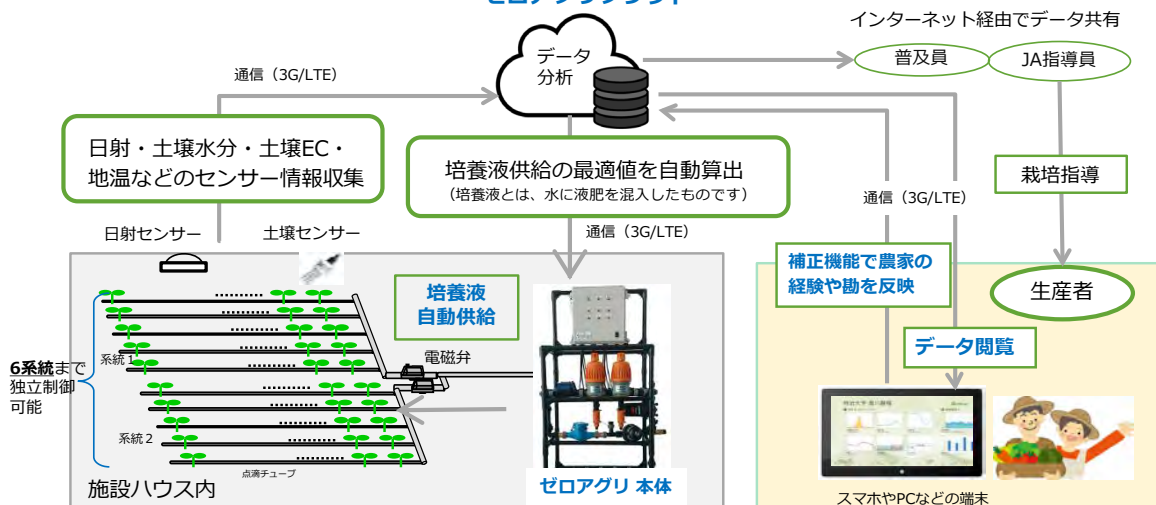 インターネット経由でデータ共有
データ
分析
普及員
JA指導員
通信（3G/LTE）
日射・土壌水分・土壌EC・
地温などのセンサー情報収集
培養液供給の最適値を自動算出
（培養液とは、水に液肥を混入したものです）
栽培指導
通信（3G/LTE）
通信（3G/LTE）
日射センサー
土壌センサー
補正機能で農家の
経験や勘を反映
生産者
培養液
自動供給
データ閲覧
電磁弁
系統1
6系統まで
独立制御
可能
系統2
点滴チューブ
施設ハウス内
ゼロアグリ 本体
スマホやPCなどの端末